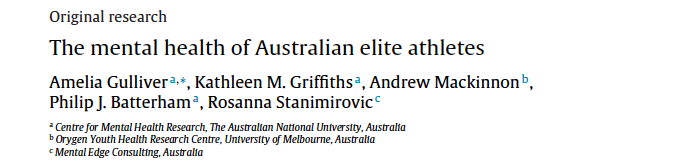 Original research
The mental health of Australian elite athletes
Amelia Gulliver a,*, Kathleen M. Griffiths a, Andrew Mackinnon b,
Philip J. Batterham a, Rosanna Stanimirovic c
a Centre for Mental Health Research, The Australian National University, Australia
b Orygen Youth Health Research Centre, University of Melbourne, Australia
c Mental Edge Consulting, Australia